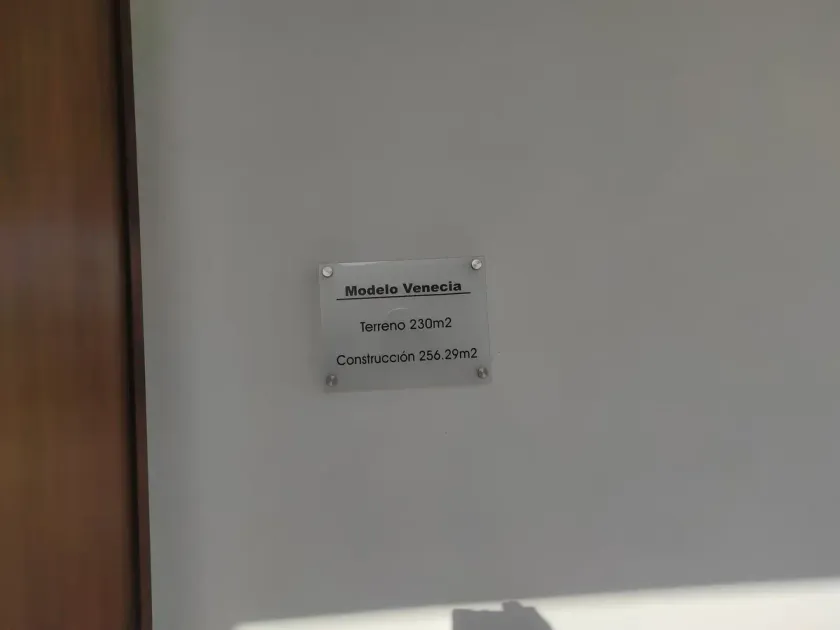 Modelo Venecia
Terreno 230m2
Construcción 256.29m2